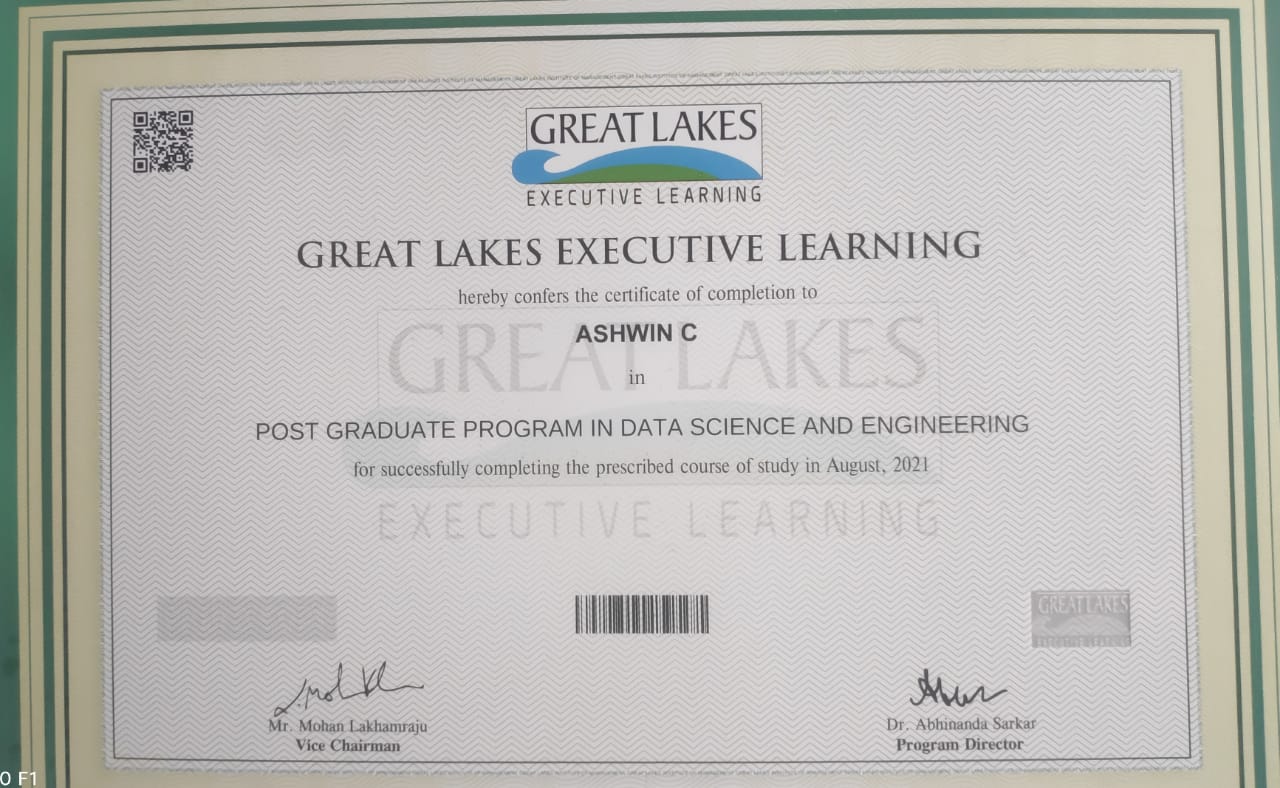 GREAT LAKES
EXECUTIVE LEARNING
GREAT LAKES EXECUTIVE LEARNING
hereby confers the certificate of completion to
ASHWIN C
GREAT LAKES
in
POST GRADUATE PROGRAM IN DATA SCIENCE AND ENGINEERING
for successfully completing the prescribed course of study in August, 2021
EXECUTIVE LEARNING
GREAT LAKES
EXECUTIVE LEARNING
Mr. Mohan Lakhamraju
Vice Chairman
Dr. Abhinanda Sarkar
Program Director
0 F1